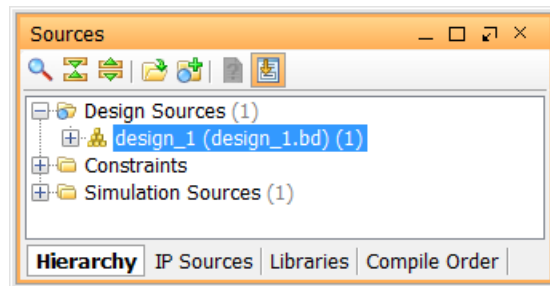 Sources
Design Sources (1)
design_1 (design_1.bd) (1)
Constraints
Simulation Sources (1)
Hierarchy IP Sources Libraries Compile Order